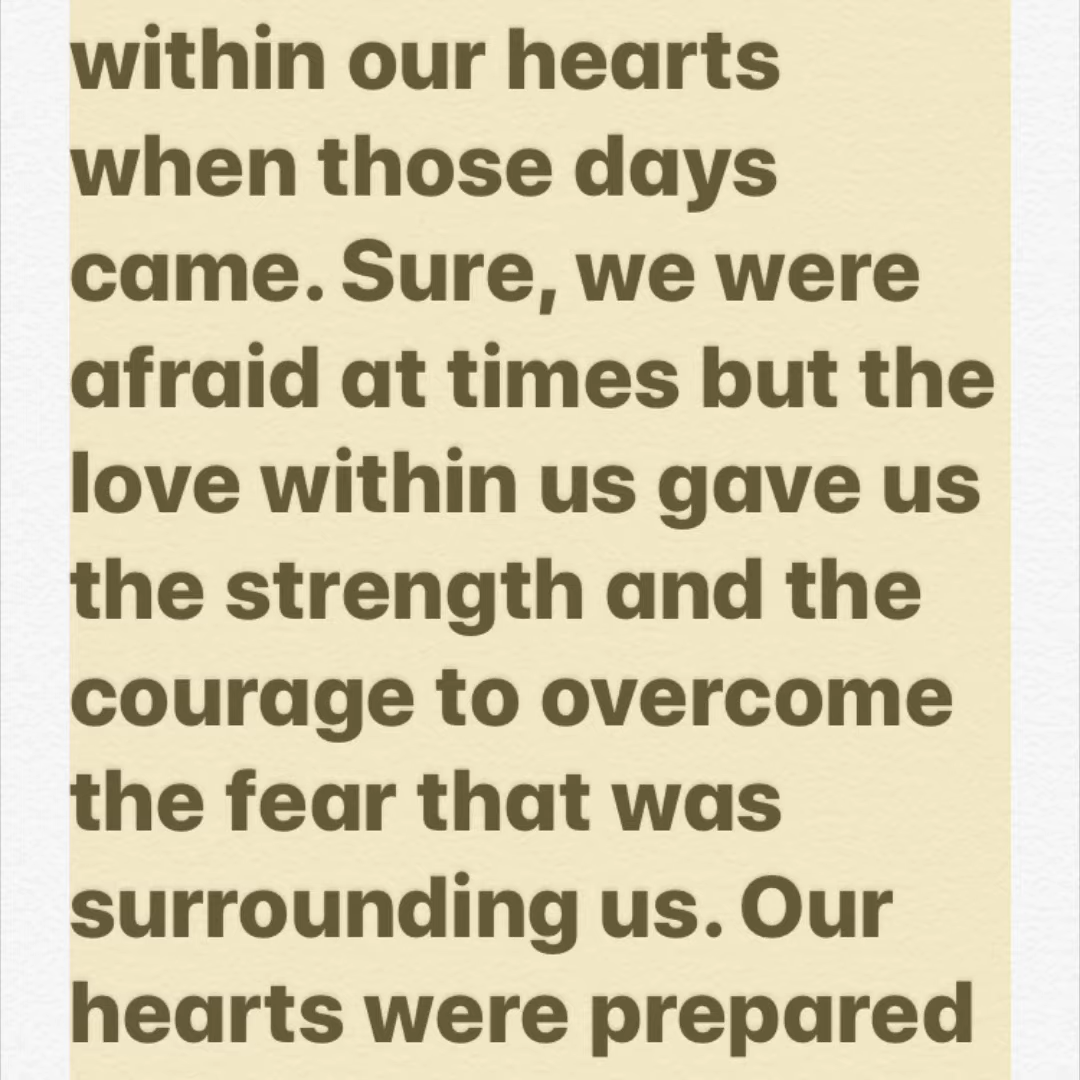 within our hearts
when those days
came. Sure, we were
afraid at times but the
love within us gave us
the strength and the
courage to overcome
the fear that was
surrounding us. Our
hearts were prepared